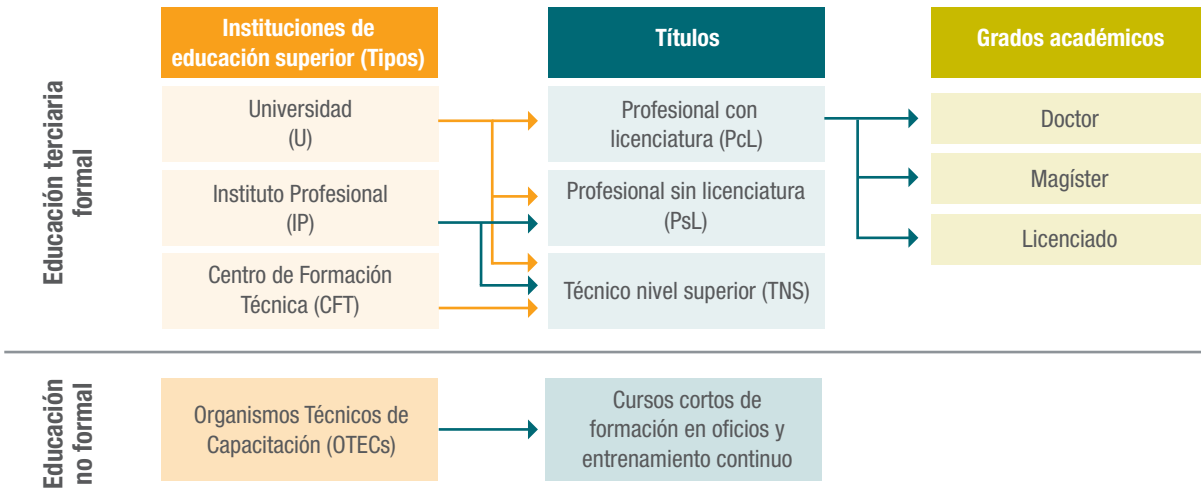 Educación terciaria
formal
Instituciones de
educación superior (Tipos)
Títulos
Grados académicos
Universidad
(U)
Profesional con
licenciatura (PcL)
Doctor
Instituto Profesional
(IP)
Profesional sin licenciatura
(PsL)
Magíster
Licenciado
Centro de Formación
Técnica (CFT)
Técnico nivel superior (TNS)
Educación
no formal
Organismos Técnicos de
Capacitación (OTECs)
Cursos cortos de
formación en oficios y
entrenamiento continuo